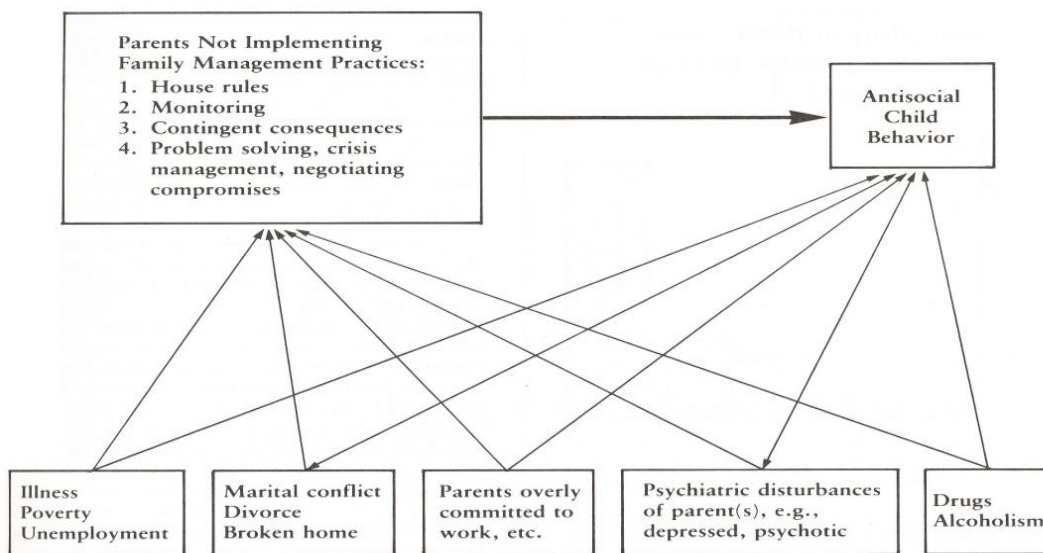 Parents Not Implementing
Family Management Practices:
1. House rules
2. Monitoring
3. Contingent consequences
4. Problem solving, crisis
management, negotiating
compromises
Antisocial
Child
Behavior
Illness
Poverty
Unemployment
Marital conflict
Divorce
Broken home
Parents overly
committed to
work, etc.
Psychiatric disturbances
of parent(s), e.g.,
depressed, psychotic
Drugs
Alcoholism